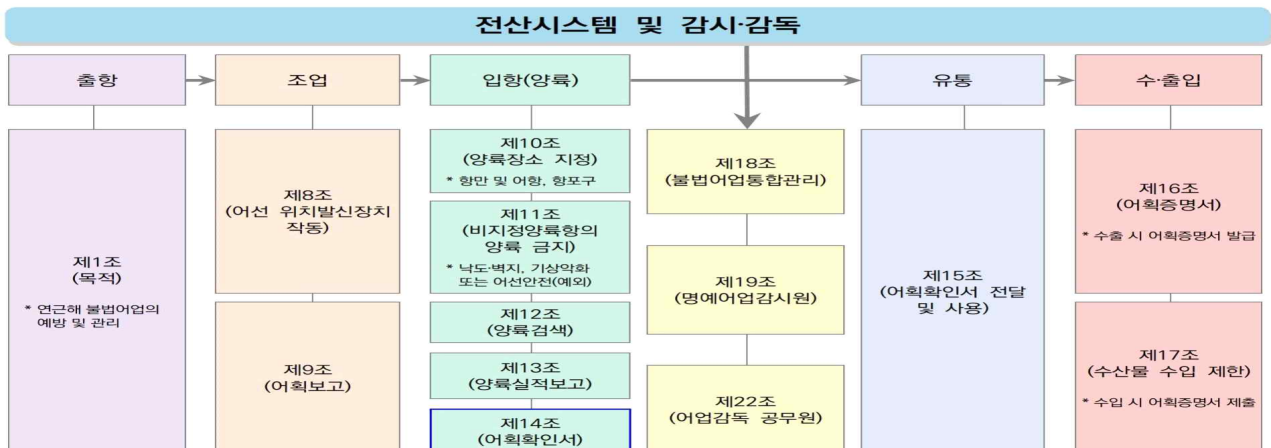 전산시스템 및 감시·감독
출항
조업
입항(양륙)
유통
수·출입
제1조
(목적)
* 연근해 불법어업의
예방 및 관리
제8조
(어선 위치발신장치
작동)
제9조
(어획보고)
제10조
(양륙장소 지정)
* 항만 및 어항, 항포구
제11조
(비지정양륙항의
양륙 금지)
* 낙도·벽지, 기상악화
또는 어선안전(예외)
제12조
(양륙검색)
제13조
(양륙실적보고)
제14조
(어획확인서)
제18조
(불법어업통합관리)
제19조
(명예어업감시원)
제22조
(어업감독 공무원)
제15조
(어획확인서 전달
및 사용)
제16조
(어획증명서)
* 수출 시 어획증명서 발급
제17조
(수산물 수입 제한)
* 수입 시 어획증명서 제출